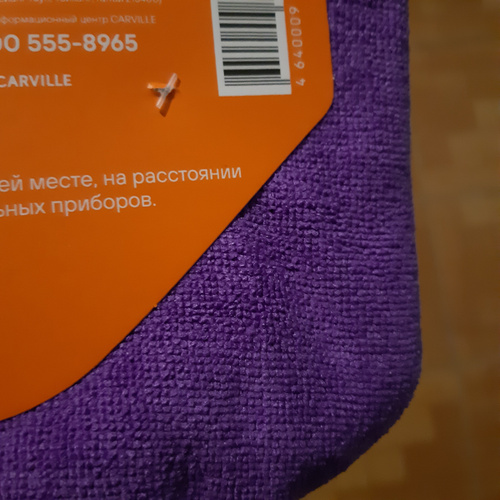 формационный центр CARVILLE
00 555-8965
CARVILLE
4 640009
ей месте, на расстоянии
ьных приборов.